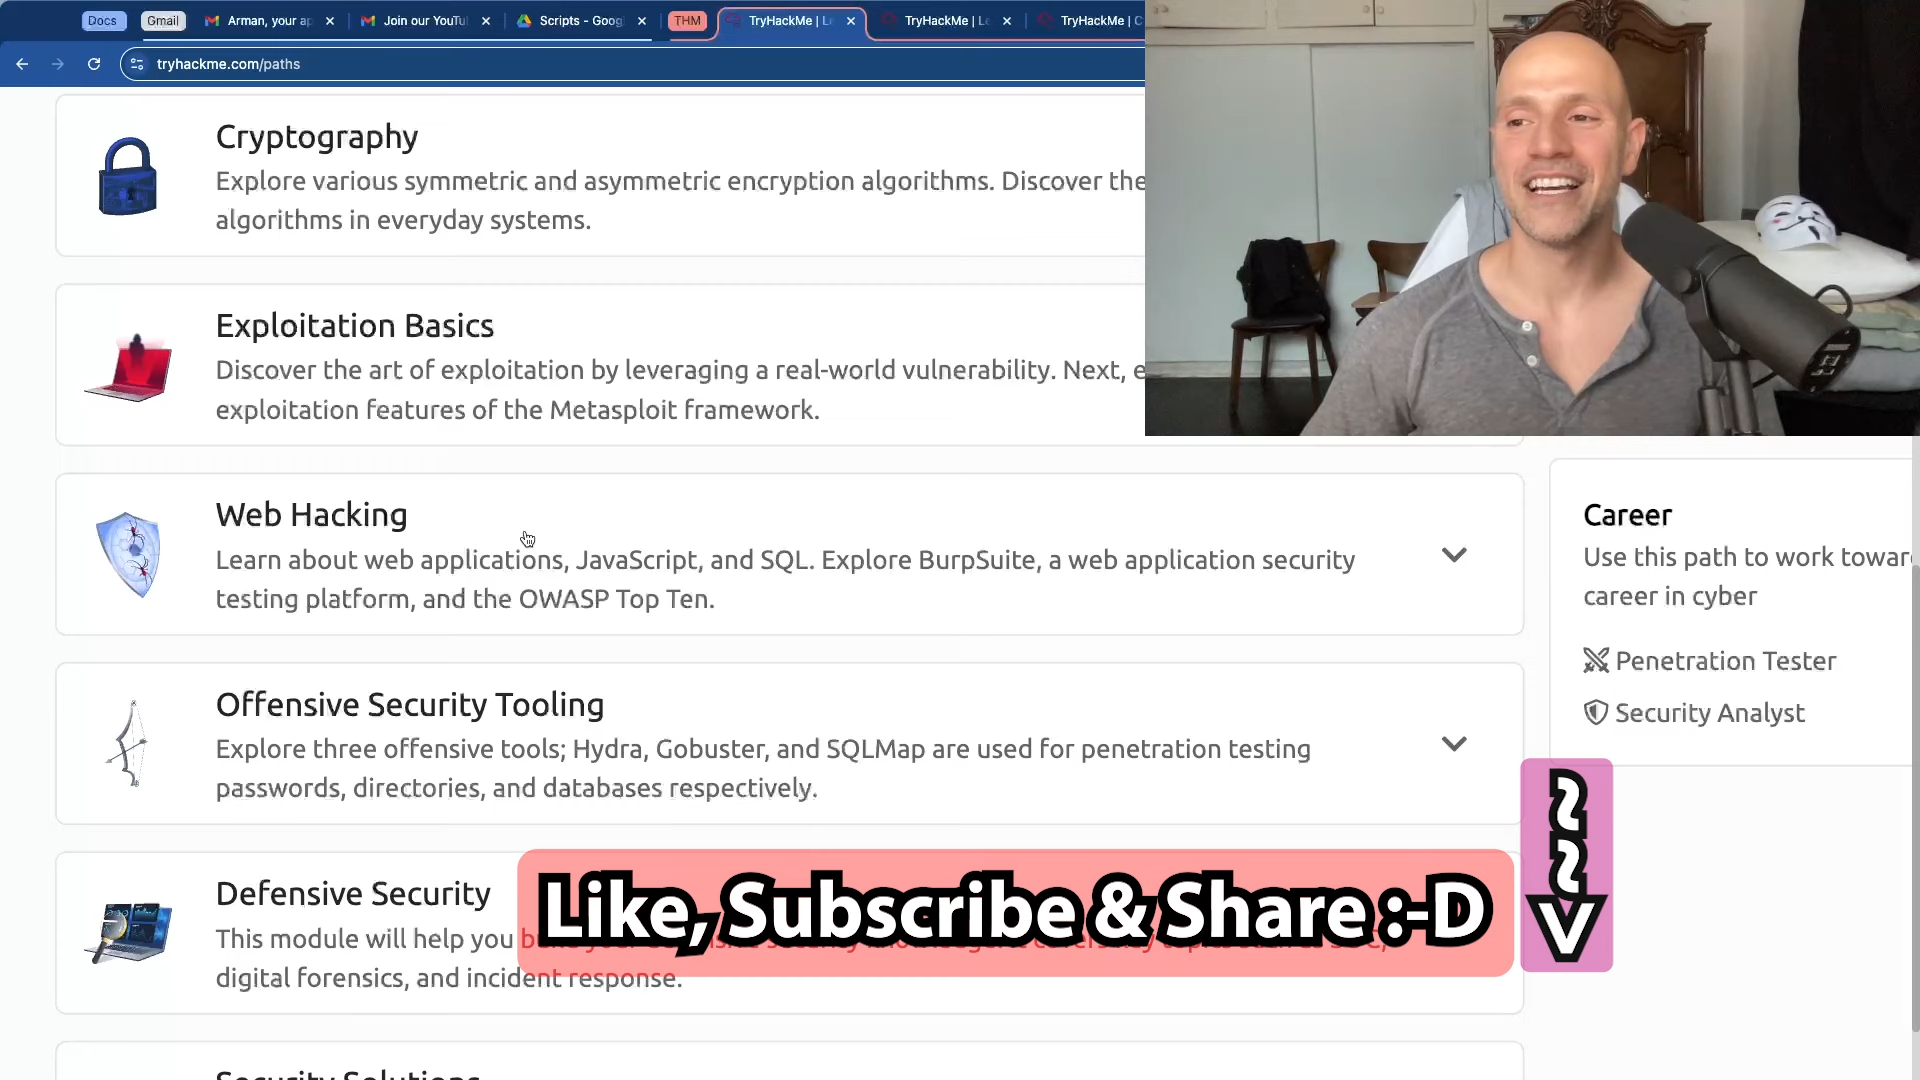 Docs
Gmail
Arman, your ap
Join our YouTu
Scripts - Goog
THM
TryHackMe | Le
TryHackMe | Le
TryHackMe | C
tryhackme.com/paths
Cryptography
Explore various symmetric and asymmetric encryption algorithms. Discover the
algorithms in everyday systems.
Exploitation Basics
Discover the art of exploitation by leveraging a real-world vulnerability. Next, e
exploitation features of the Metasploit framework.
Web Hacking
Learn about web applications, JavaScript, and SQL. Explore BurpSuite, a web application security
testing platform, and the OWASP Top Ten.
Offensive Security Tooling
Explore three offensive tools; Hydra, Gobuster, and SQLMap are used for penetration testing
passwords, directories, and databases respectively.
Defensive Security
This module will help you
digital forensics, and incident response.
Security Solutions
Career
Use this path to work towar
career in cyber
Penetration Tester
Security Analyst
Like, Subscribe & Share :-D
~~>